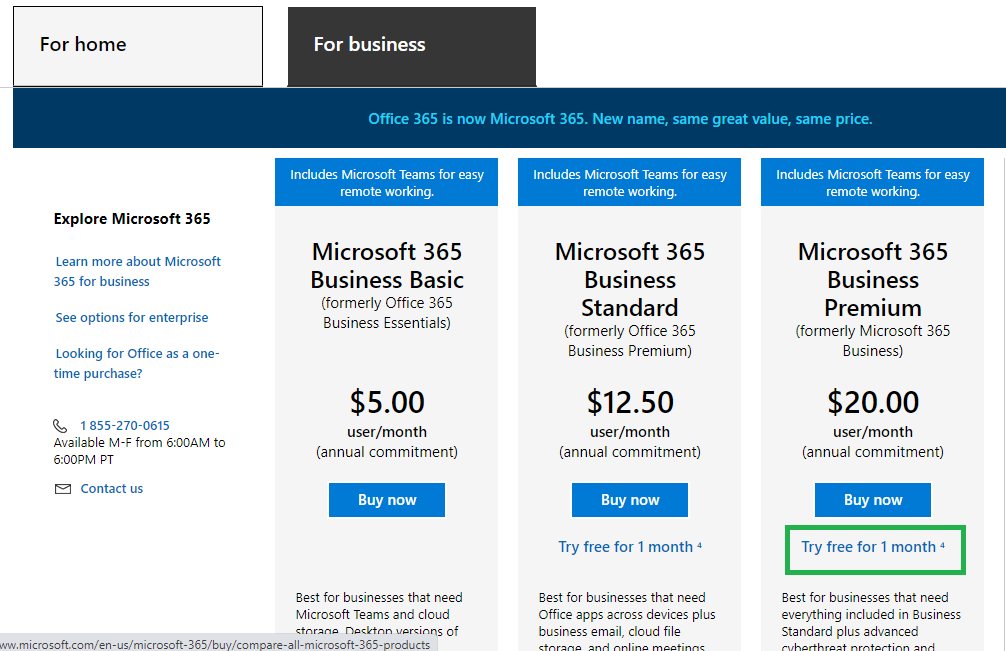 For home
For business
Office 365 is now Microsoft 365. New name, same great value, same price.
Explore Microsoft 365
Learn more about Microsoft
365 for business
See options for enterprise
Looking for Office as a one-
time purchase?
1 855-270-0615
Available M-F from 6:00AM to
6:00PM PT
Contact us
Includes Microsoft Teams for easy
remote working.
Microsoft 365
Business Basic
(formerly Office 365
Business Essentials)
$5.00
user/month
(annual commitment)
Buy now
Best for businesses that need
Microsoft Teams and cloud
storage. Desktop versions of
Includes Microsoft Teams for easy
remote working.
Microsoft 365
Business
Standard
(formerly Office 365
Business Premium)
$12.50
user/month
(annual commitment)
Buy now
Try free for 1 month ⁴
Best for businesses that need
Office apps across devices plus
business email, cloud file
storage, and online meetings
Includes Microsoft Teams for easy
remote working.
Microsoft 365
Business
Premium
(formerly Microsoft 365
Business)
$20.00
user/month
(annual commitment)
Buy now
Try free for 1 month ⁴
Best for businesses that need
everything included in Business
Standard plus advanced
cyberthreat protection and
ww.microsoft.com/en-us/microsoft-365/buy/compare-all-microsoft-365-products